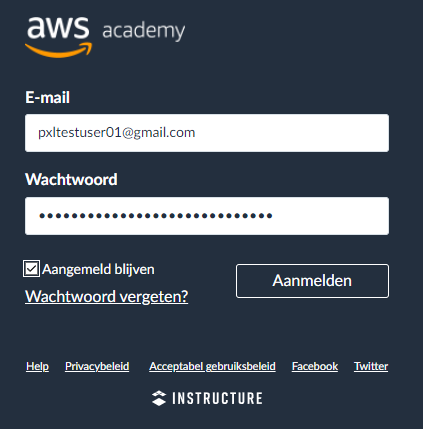 aws academy
E-mail
pxltestuser01@gmail.com
Wachtwoord
••••••••••••••••••••••••••••••
Aangemeld blijven
Aanmelden
Wachtwoord vergeten?
Help Privacybeleid Acceptabel gebruiksbeleid Facebook Twitter
INSTRUCTURE